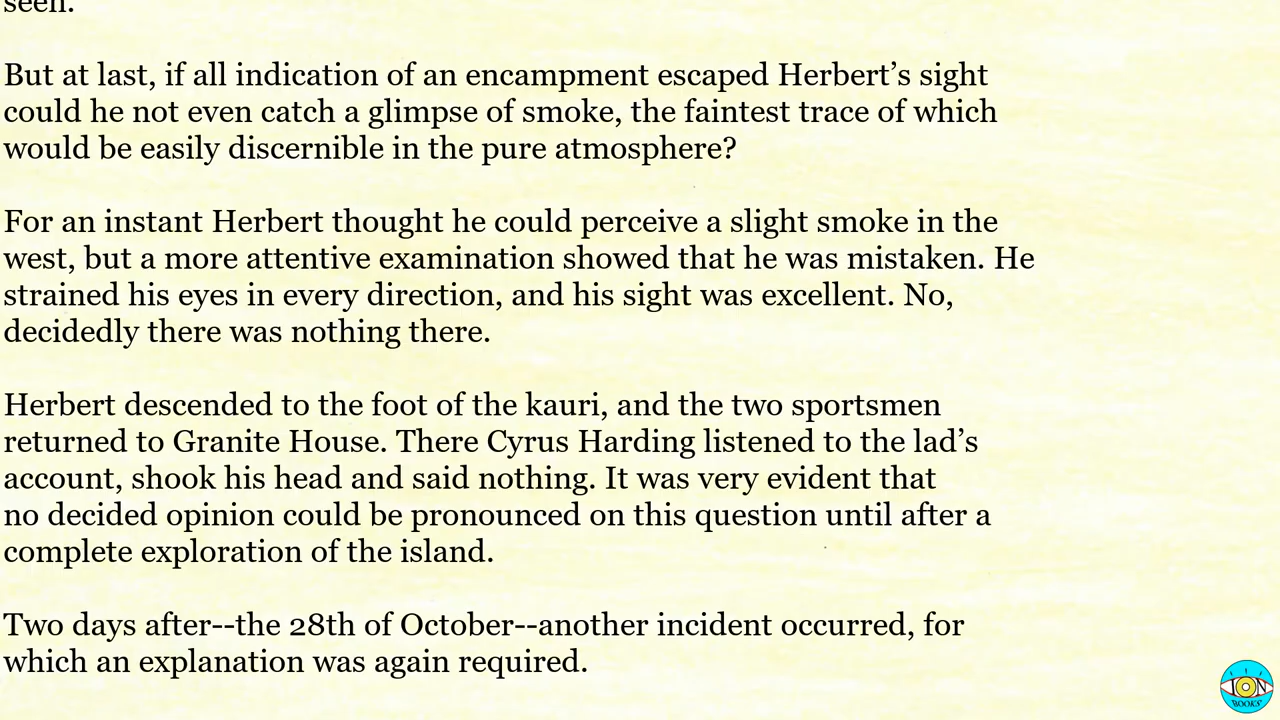 seen.
But at last, if all indication of an encampment escaped Herbert’s sight
could he not even catch a glimpse of smoke, the faintest trace of which
would be easily discernible in the pure atmosphere?
For an instant Herbert thought he could perceive a slight smoke in the
west, but a more attentive examination showed that he was mistaken. He
strained his eyes in every direction, and his sight was excellent. No,
decidedly there was nothing there.
Herbert descended to the foot of the kauri, and the two sportsmen
returned to Granite House. There Cyrus Harding listened to the lad’s
account, shook his head and said nothing. It was very evident that
no decided opinion could be pronounced on this question until after a
complete exploration of the island.
Two days after--the 28th of October--another incident occurred, for
which an explanation was again required.
ION
BOOKS